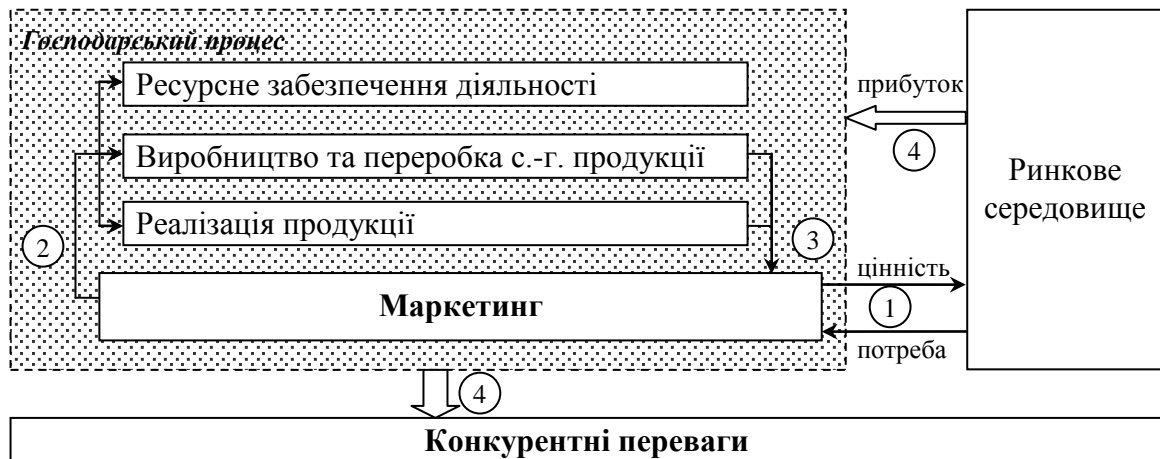 Господарський процес
Ресурсне забезпечення діяльності
прибуток
4
Виробництво та переробка с.-г. продукції
Ринкове
середовище
Реалізація продукції
2
3
цінність
Маркетинг
1
потреба
4
Конкурентні переваги